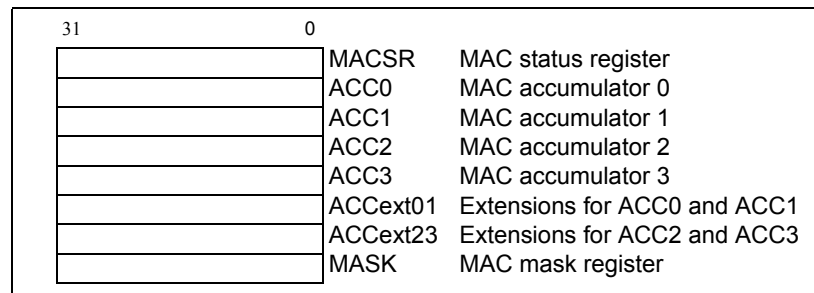 31 0
MACSR MAC status register
ACC0 MAC accumulator 0
ACC1 MAC accumulator 1
ACC2 MAC accumulator 2
ACC3 MAC accumulator 3
ACCext01 Extensions for ACC0 and ACC1
ACCext23 Extensions for ACC2 and ACC3
MASK MAC mask register